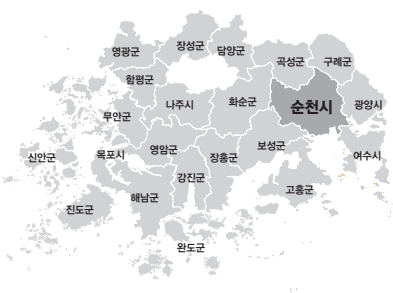 장성군
영광군
담양군
곡성군
구례군
함평군
나주시
화순군
순천시
광양시
무안군
신안군
목포시
영암군
장흥군
보성군
여수시
강진군
고흥군
해남군
진도군
완도군